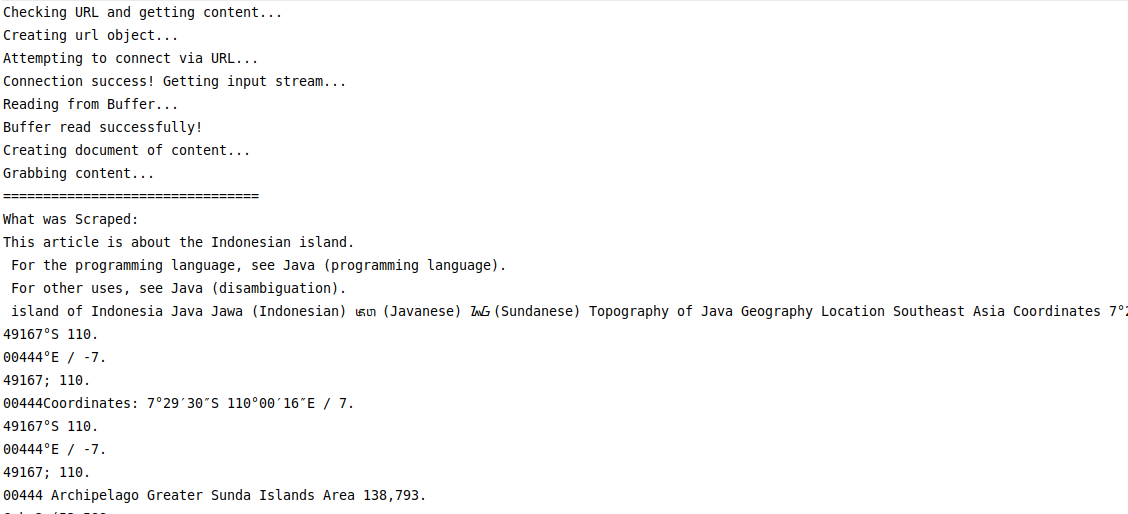 Checking URL and getting content...
Creating url object...
Attempting to connect via URL...
Connection success! Getting input stream...
Reading from Buffer...
Buffer read successfully!
Creating document of content...
Grabbing content...
================================
What was Scraped:
This article is about the Indonesian island.
For the programming language, see Java (programming language).
For other uses, see Java (disambiguation).
island of Indonesia Java Jawa (Indonesian) ꦗꦮ (Javanese) ᮏᮝ (Sundanese) Topography of Java Geography Location Southeast Asia Coordinates 7°
49167°S 110.
00444°E / -7.
49167; 110.
00444Coordinates: 7°29′30″S 110°00′16″E / 7.
49167°S 110.
00444°E / -7.
49167; 110.
00444 Archipelago Greater Sunda Islands Area 138,793.